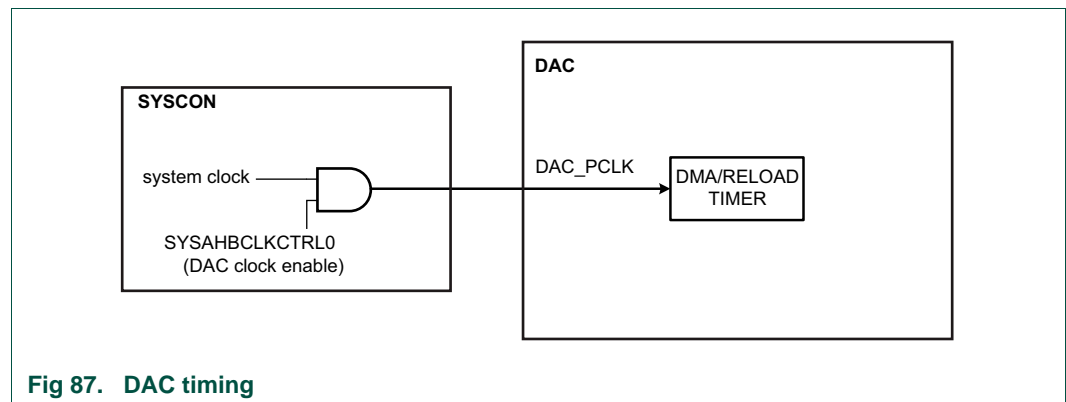 SYSCON
system clock
SYSAHBCLKCTRL0
(DAC clock enable)
DAC
DAC_PCLK
DMA/RELOAD
TIMER
Fig 87. DAC timing